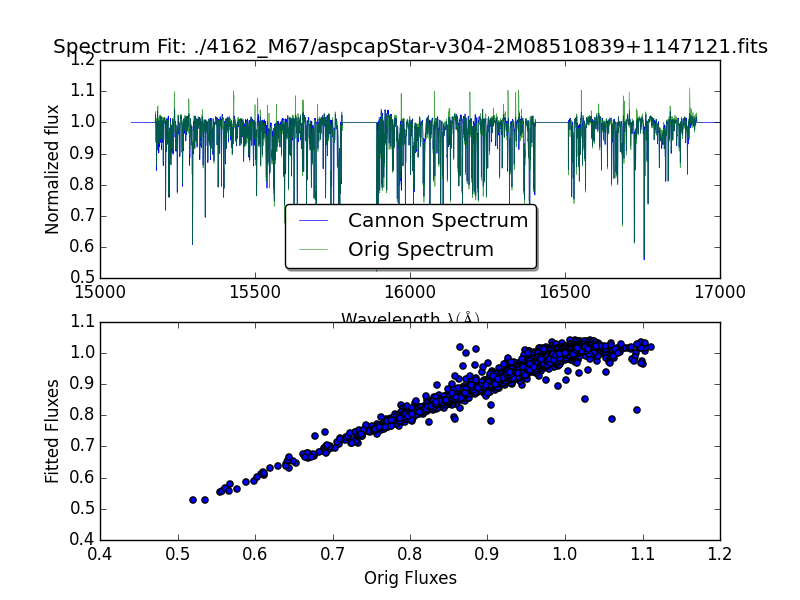 Spectrum Fit: ./4162_M67/aspcapStar-v304-2M08510839+1147121.fits
1.2
1.1
1.0
0.9
0.8
0.7
0.6
0.5
Normalized flux
Cannon Spectrum
Orig Spectrum
15000 15500 16000 16500 17000
Wavelength λ(Å)
1.1
1.0
0.9
0.8
0.7
0.6
0.5
0.4
Fitted Fluxes
0.4 0.5 0.6 0.7 0.8 0.9 1.0 1.1 1.2
Orig Fluxes